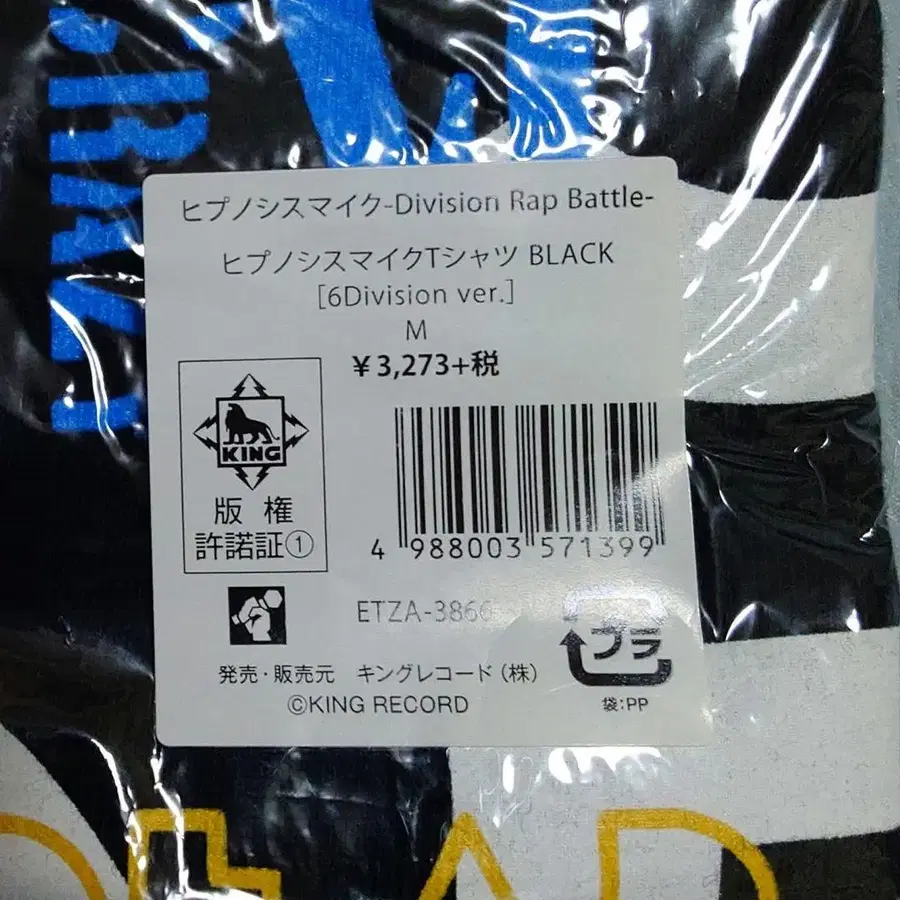 ヒプノシスマイク-Division Rap Battle-
ヒプノシスマイクTシャツ BLACK
[6Division ver.]
M
¥3,273+税
KING
版権
許諾証①
4 988003 571399
ETZA-3866
プラ
発売・販売元 キングレコード(株)
©KING RECORD
袋:PP